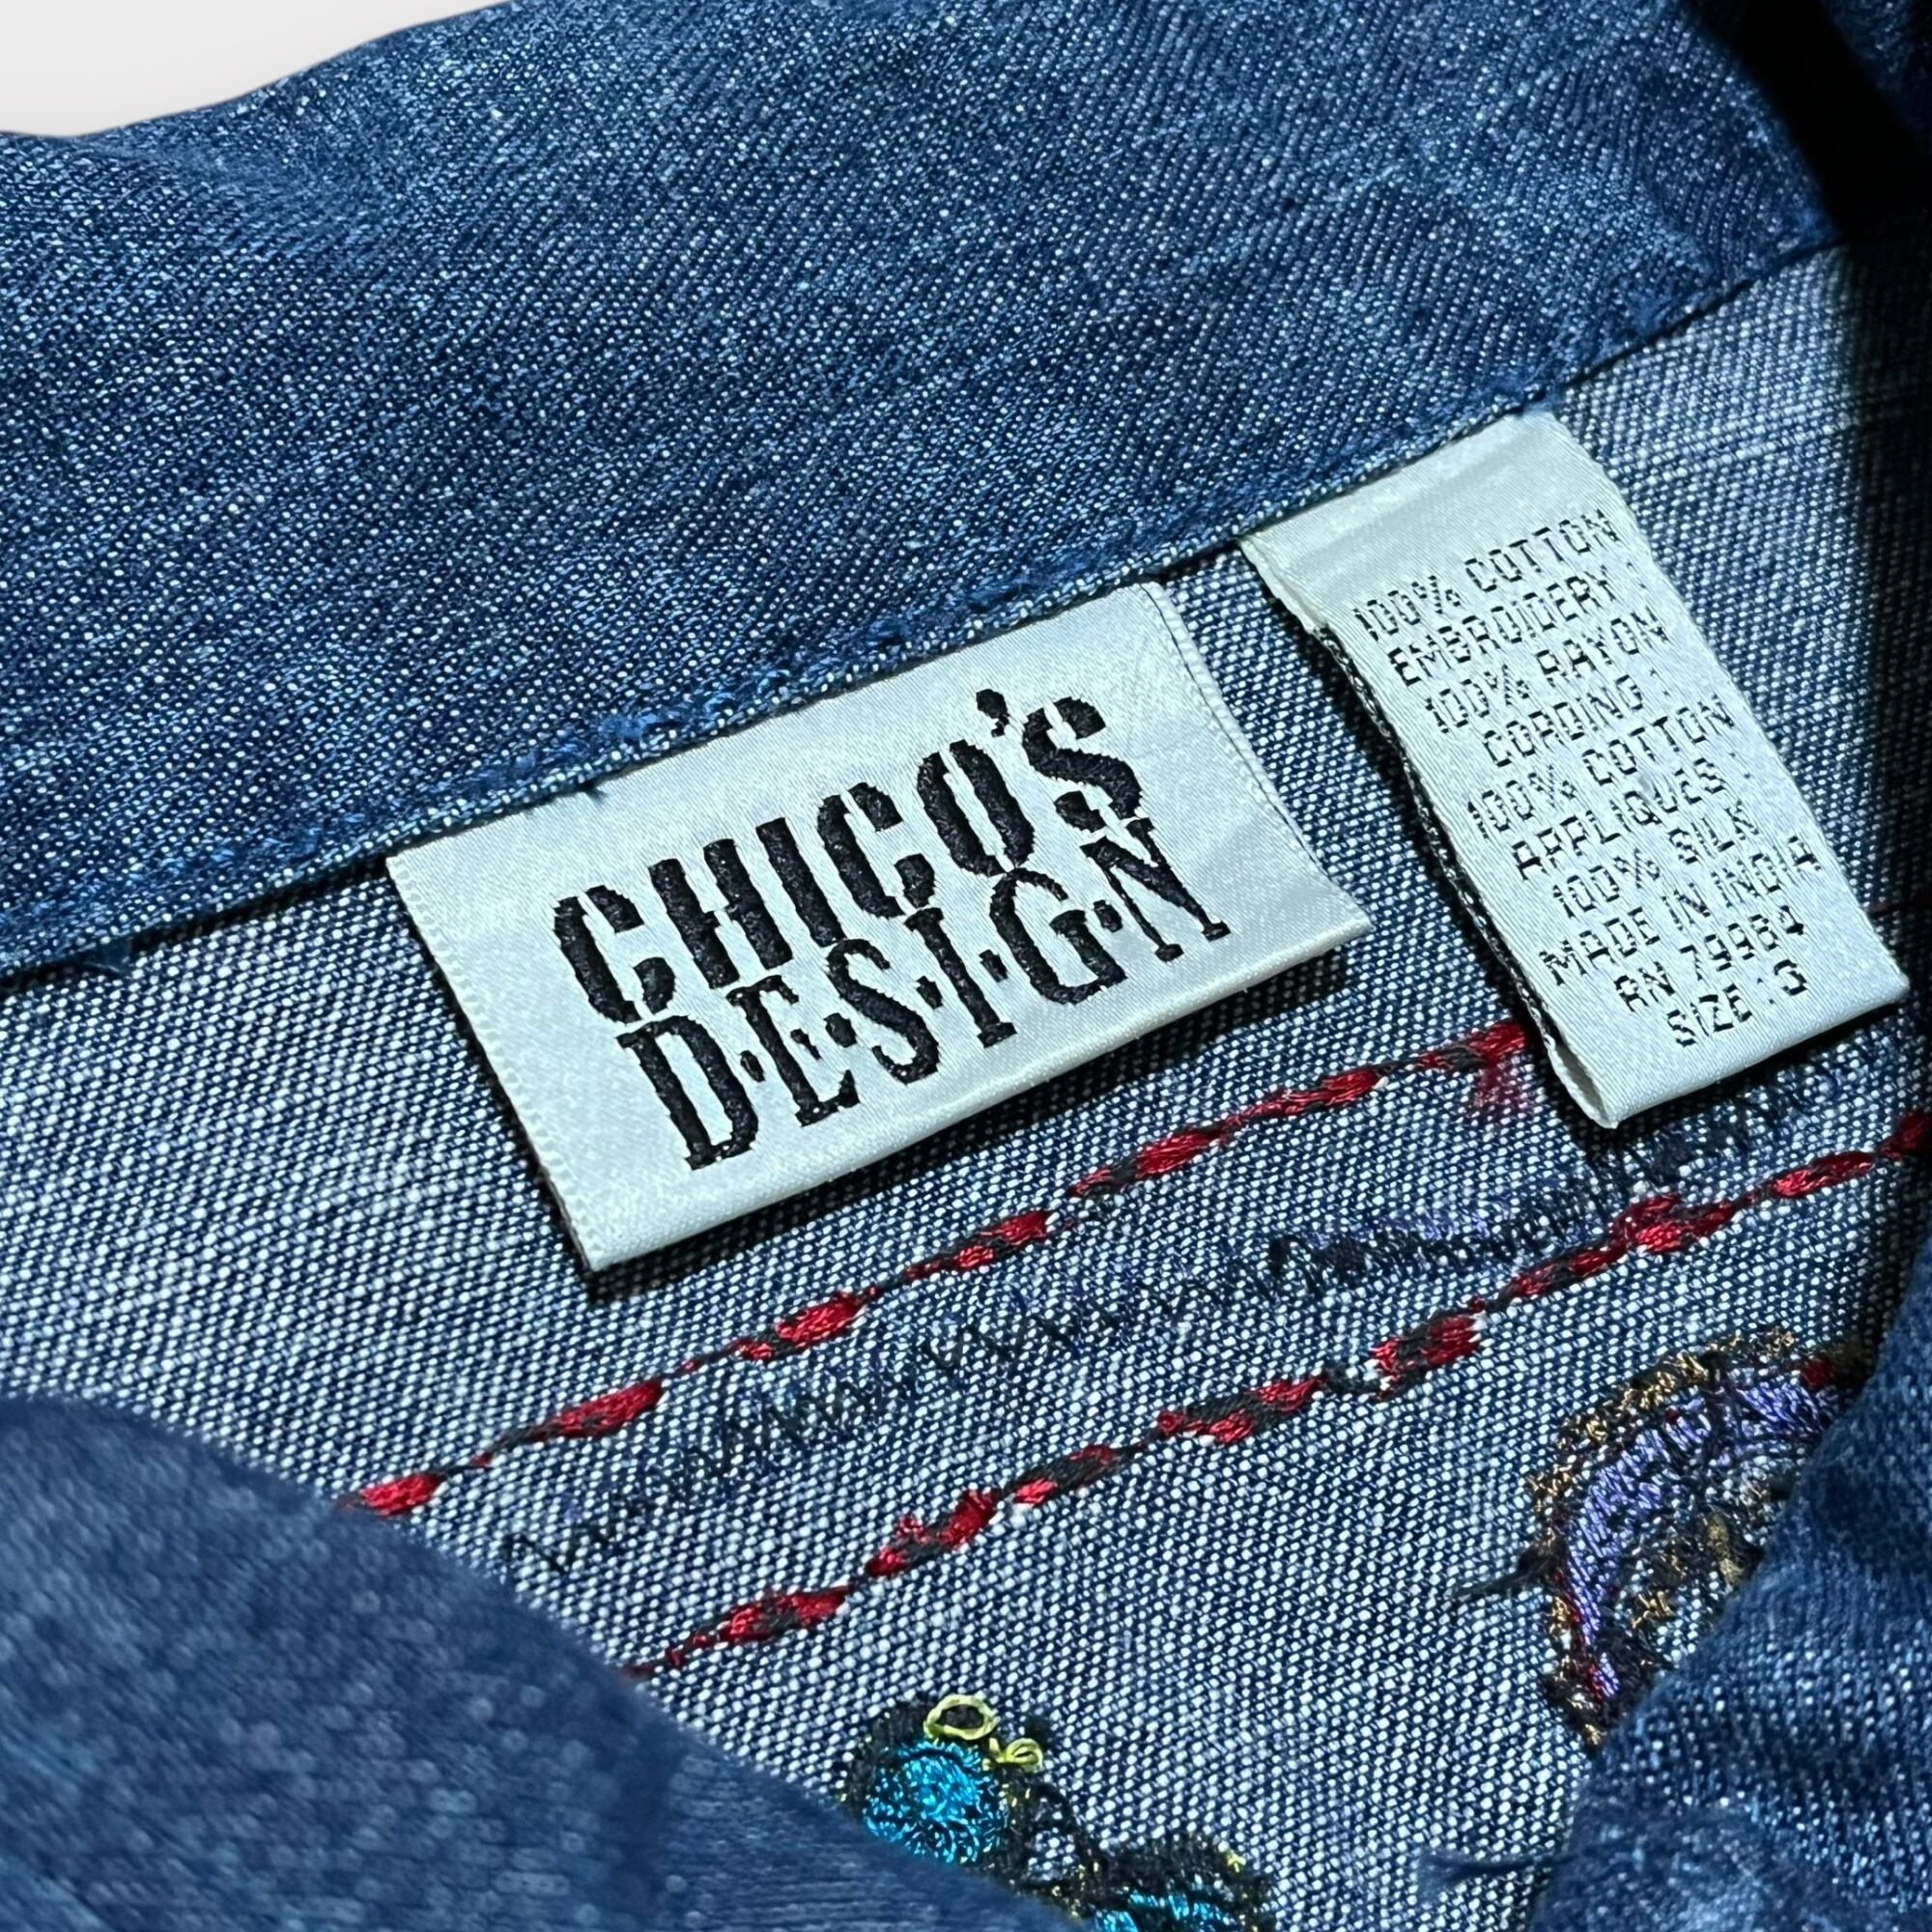 CHICO'S
D·E·S·I·G·N
100% COTTON
EMBROIDERY :
100% RAYON
CORDING :
100% COTTON
APPLIQUES :
100% SILK
MADE IN INDIA
RN 79984
SIZE : 3